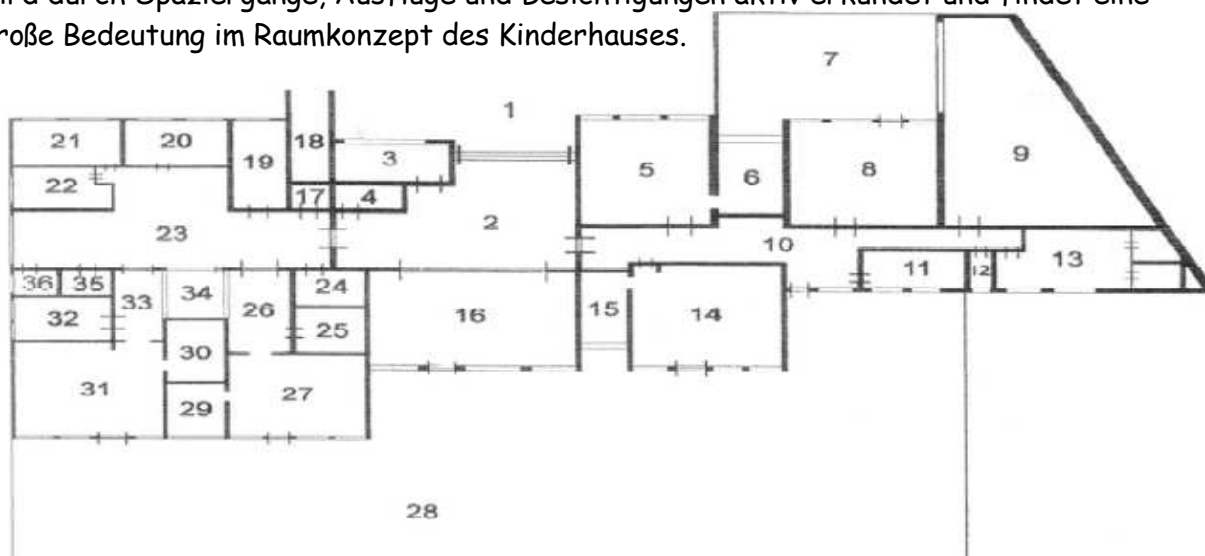 durch Spaziergänge, Ausflüge und Besichtigungen aktiv erkundet und findet eine
roße Bedeutung im Raumkonzept des Kinderhauses.
7
1
21 20 18 3
19 5 8 9
22 17 4 6
23 2 10
11 12 13
36 35 33 34 26 24
32 25 16 15 14
30
31 29 27
28